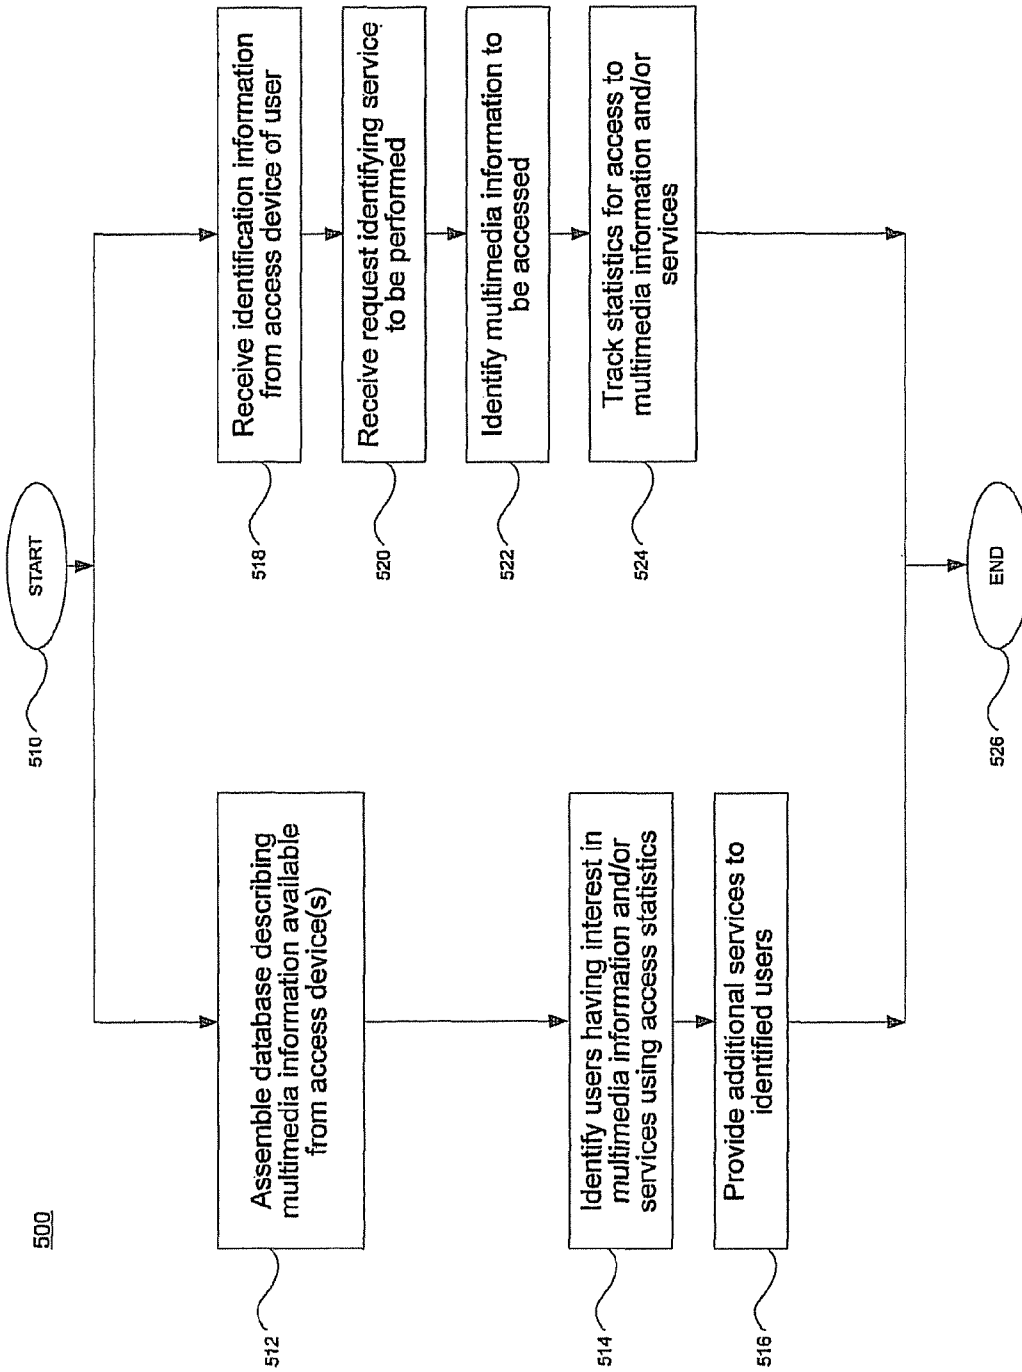 500
START
510
Assemble database describing
multimedia information available
from access device(s)
512
Identify users having interest in
multimedia information and/or
services using access statistics
514
Provide additional services to
identified users
516
Receive identification information
from access device of user
518
Receive request identifying service
to be performed
520
Identify multimedia information to
be accessed
522
Track statistics for access to
multimedia information and/or
services
524
END
526